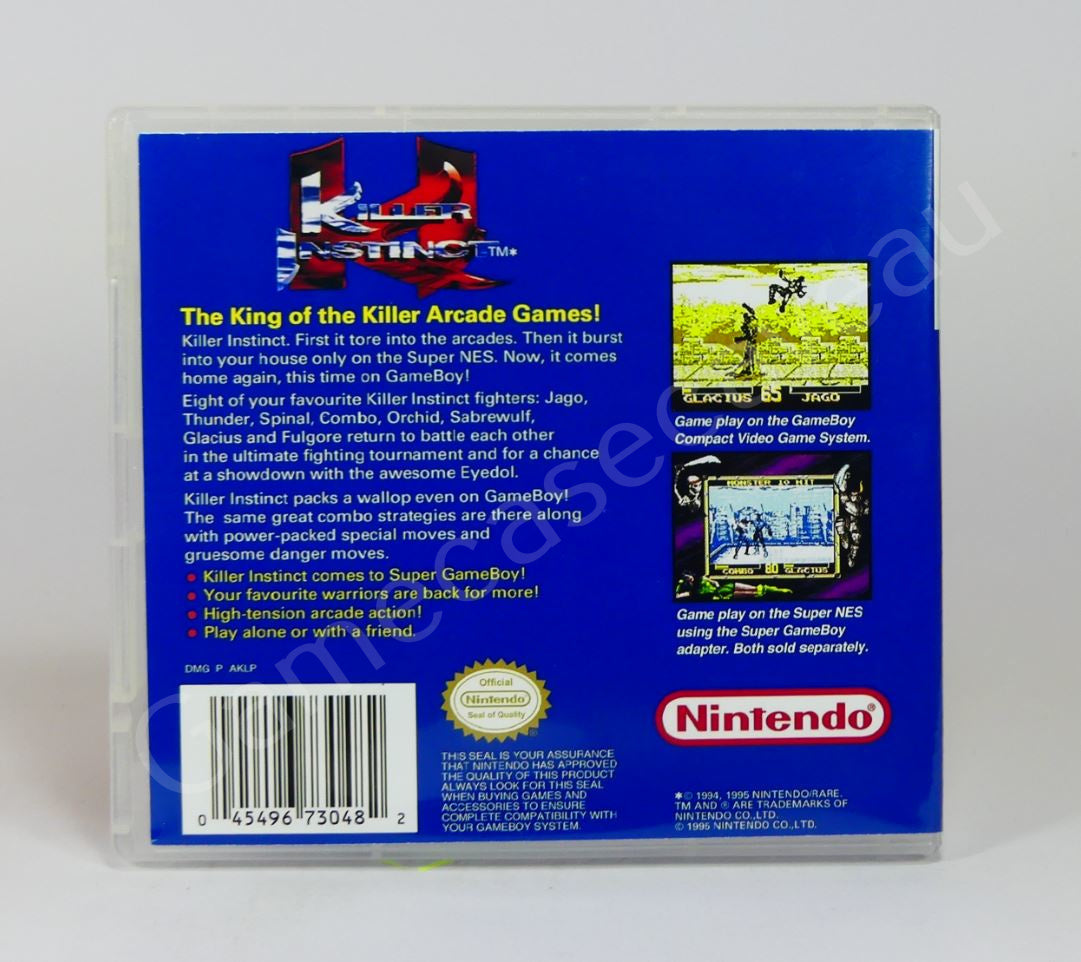 KILLER
INSTINCT™*
The King of the Killer Arcade Games!
Killer Instinct. First it tore into the arcades. Then it burst
into your house only on the Super NES. Now, it comes
home again, this time on GameBoy!
Eight of your favourite Killer Instinct fighters: Jago,
Thunder, Spinal, Combo, Orchid, Sabrewulf,
Glacius and Fulgore return to battle each other
in the ultimate fighting tournament and for a chance
at a showdown with the awesome Eyedol.
Killer Instinct packs a wallop even on GameBoy!
The same great combo strategies are there along
with power-packed special moves and
gruesome danger moves.
• Killer Instinct comes to Super GameBoy!
• Your favourite warriors are back for more!
• High-tension arcade action!
• Play alone or with a friend.
DMG P AKLP
0 45496 73048 2
Official
Nintendo
Seal of Quality
THIS SEAL IS YOUR ASSURANCE
THAT NINTENDO HAS APPROVED
THE QUALITY OF THIS PRODUCT
ALWAYS LOOK FOR THIS SEAL
WHEN BUYING GAMES AND
ACCESSORIES TO ENSURE
COMPLETE COMPATIBILITY WITH
YOUR GAMEBOY SYSTEM.
GLACIUS 65 JAGO
Game play on the GameBoy
Compact Video Game System.
MONSTER 10 HIT
COMBO 80 GLACIUS
Game play on the Super NES
using the Super GameBoy
adapter. Both sold separately.
Nintendo®
*© 1994, 1995 NINTENDO/RARE.
TM AND ® ARE TRADEMARKS OF
NINTENDO CO.,LTD.
© 1995 NINTENDO CO.,LTD.
Gamecaseceau